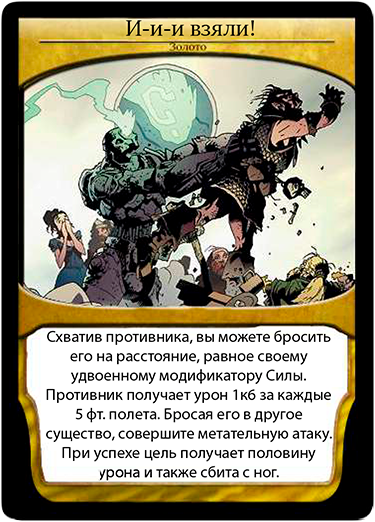 И-и-и взяли!
Золото
Схватив противника, вы можете бросить
его на расстояние, равное своему
удвоенному модификатору Силы.
Противник получает урон 1к6 за каждые
5 фт. полета. Бросая его в другое
существо, совершите метательную атаку.
При успехе цель получает половину
урона и также сбита с ног.